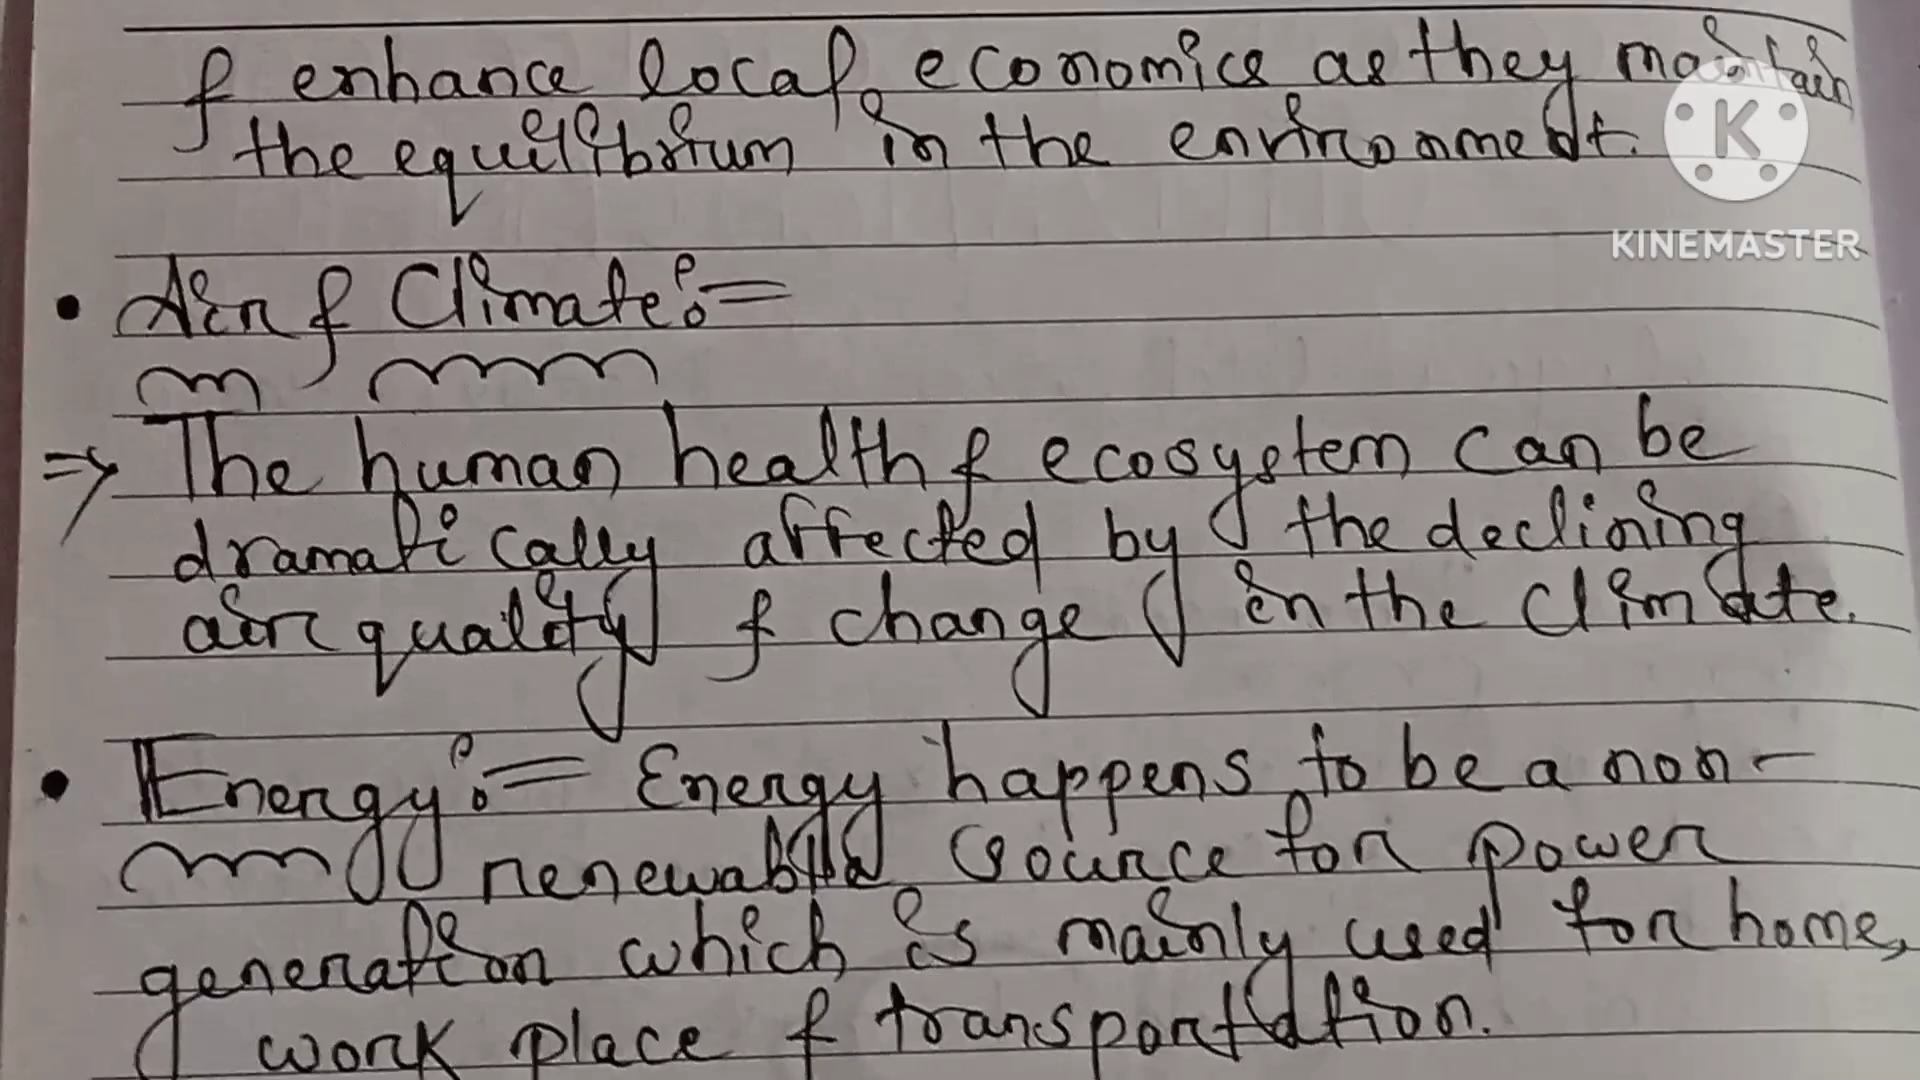 & enhance local economics as they maintain
the equilibrium in the environment.
K
KINEMASTER
• Air & Climate:=
⇒ The human health & ecosystem can be
dramatically affected by the declining
air quality & change in the climate.
• Energy:= Energy happens to be a non-
renewable source for power
generation which is mainly used for home,
work place & transportation.